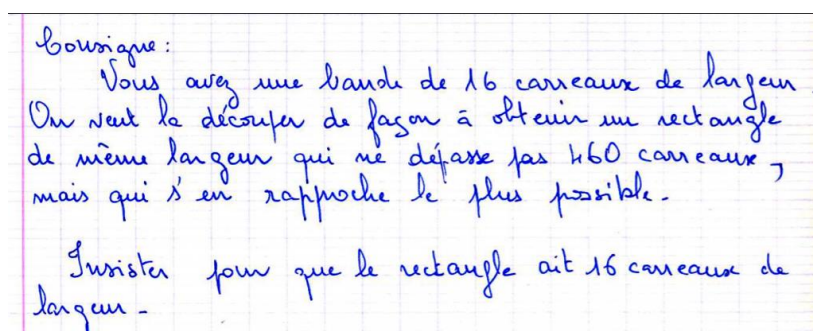 Consigne :
Vous avez une bande de 16 carreaux de largeur.
On veut la découper de façon à obtenir un rectangle
de même largeur qui ne dépasse pas 460 carreaux,
mais qui s'en rapproche le plus possible.
Insister pour que le rectangle ait 16 carreaux de
largeur.